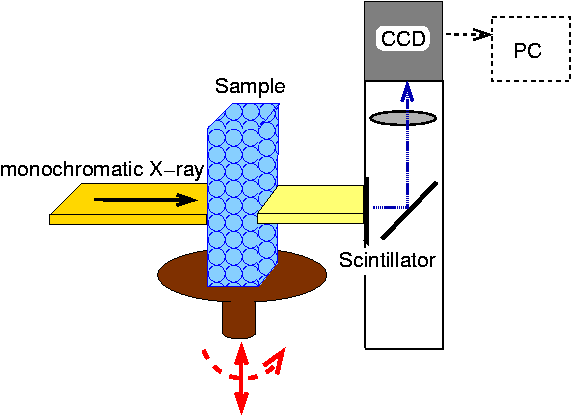 CCD
PC
Sample
monochromatic X−ray
Scintillator